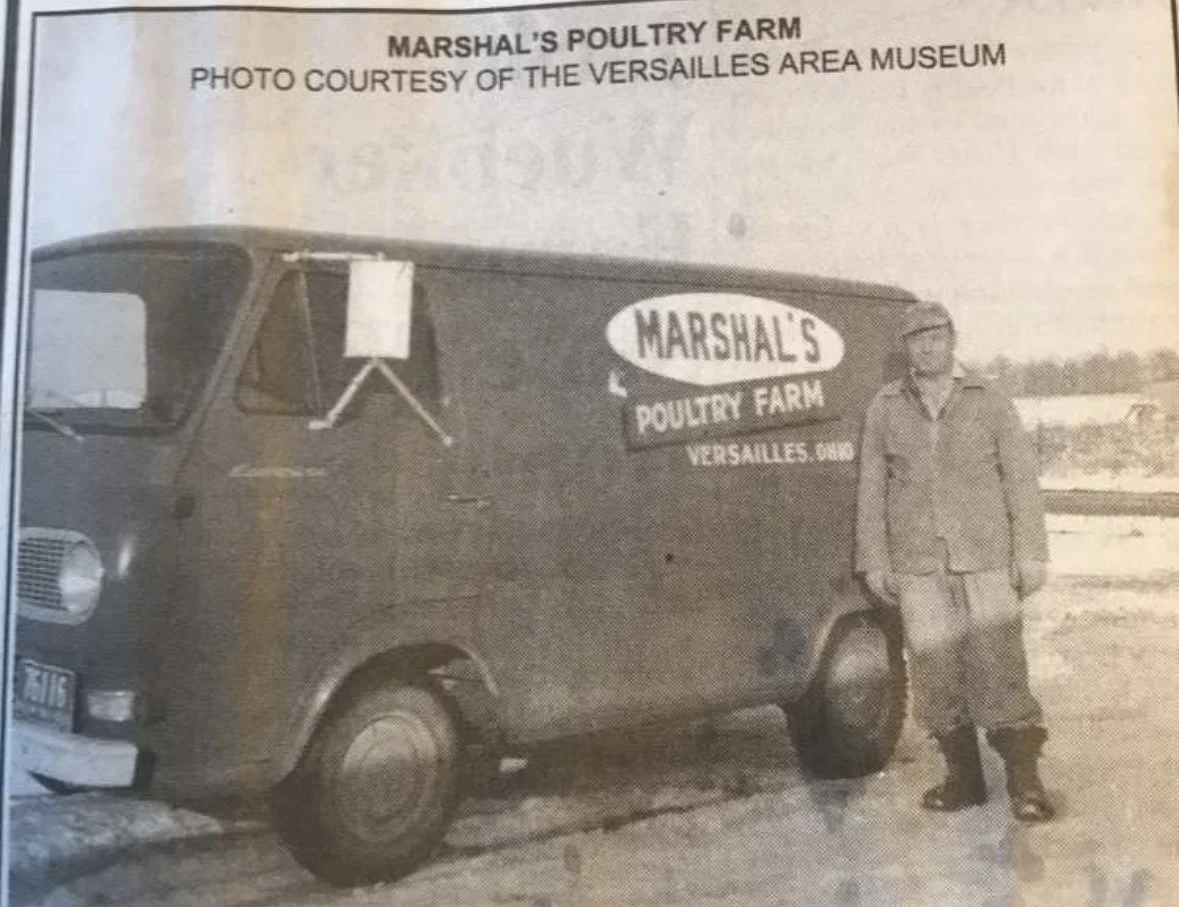 MARSHAL'S POULTRY FARM
PHOTO COURTESY OF THE VERSAILLES AREA MUSEUM
MARSHAL'S
POULTRY FARM
VERSAILLES, OHIO